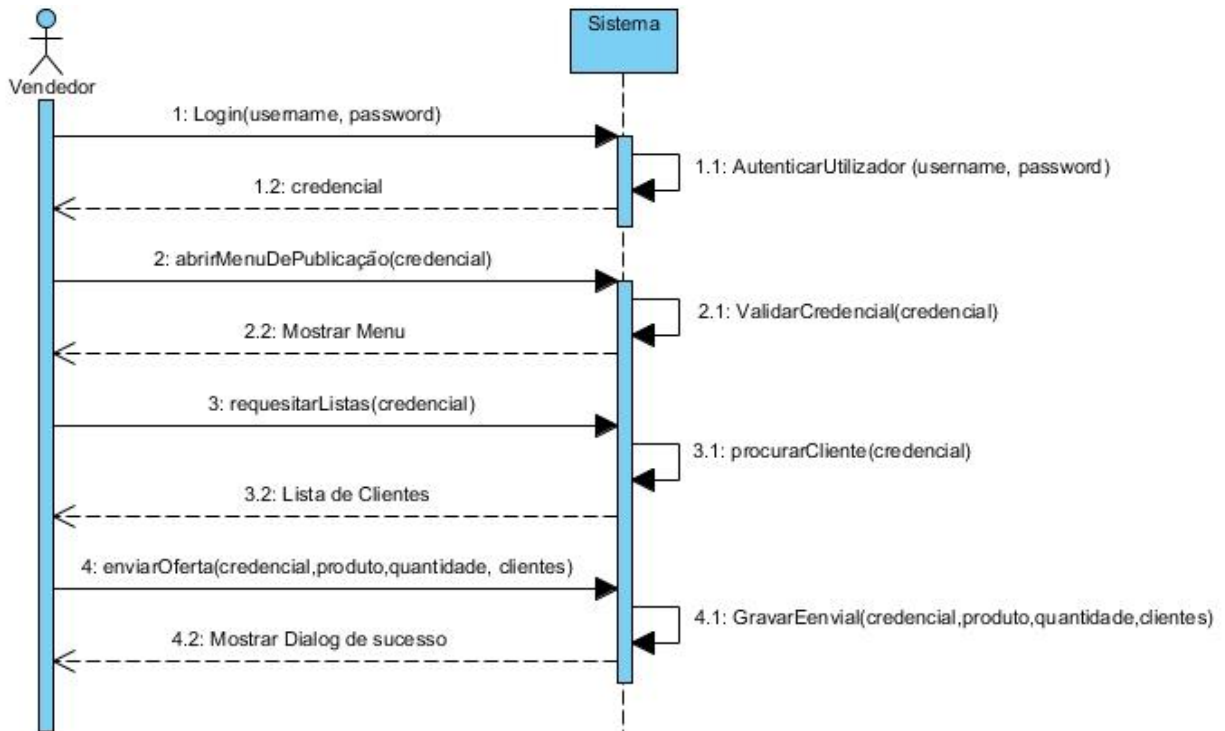 Sistema
Vendedor
1: Login(username, password)
1.1: AutenticarUtilizador (username, password)
1.2: credencial
2: abrirMenuDePublicação(credencial)
2.1: ValidarCredencial(credencial)
2.2: Mostrar Menu
3: requesitarListas(credencial)
3.1: procurarCliente(credencial)
3.2: Lista de Clientes
4: enviarOferta(credencial,produto,quantidade, clientes)
4.1: GravarEenvial(credencial,produto,quantidade,clientes)
4.2: Mostrar Dialog de sucesso